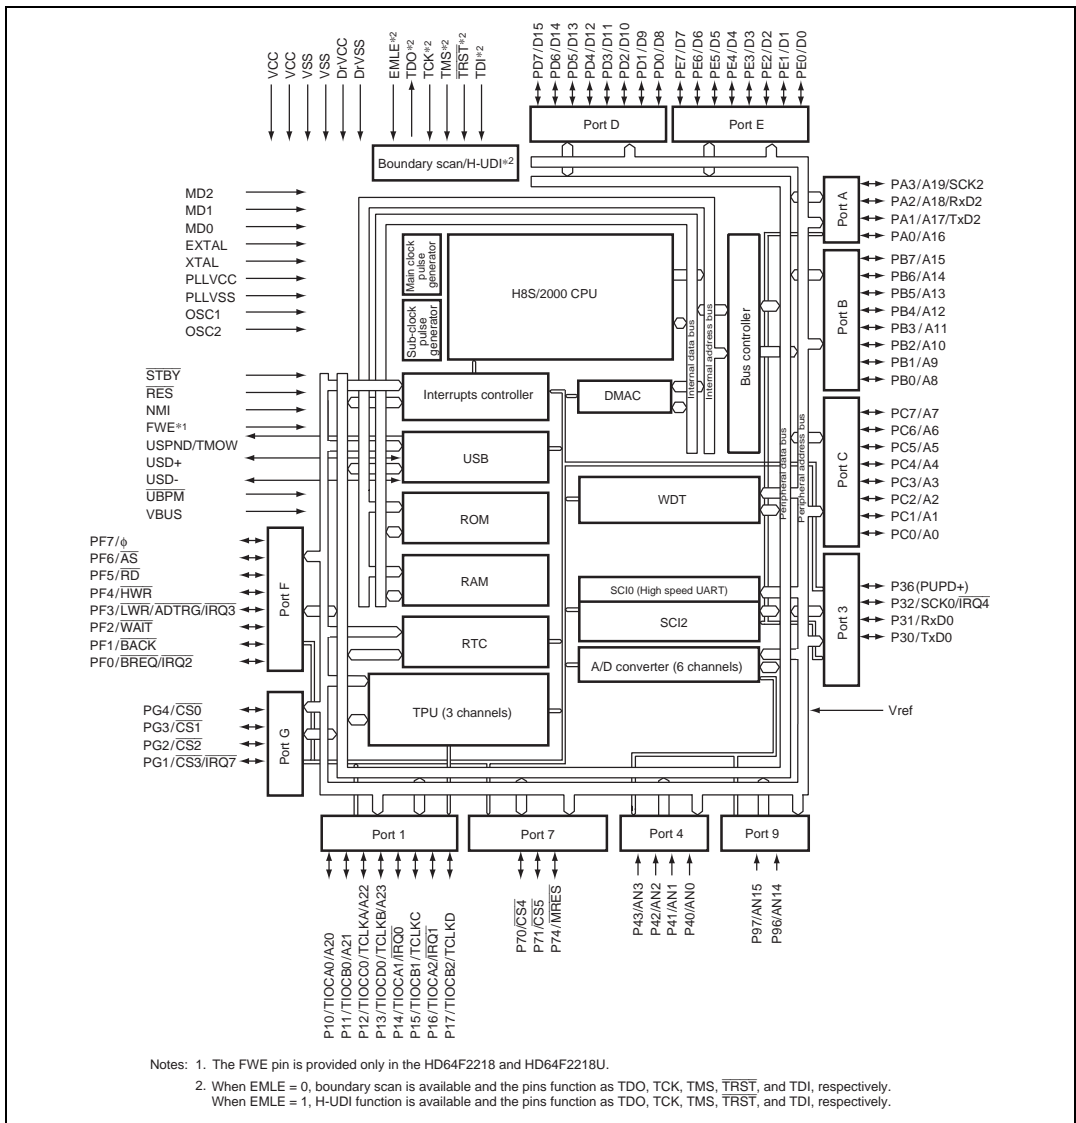 VCC
VCC
VSS
VSS
DrVCC
DrVSS
EMLE*2
TDO*2
TCK*2
TMS*2
TRST*2
TDI*2
PD7/D15
PD6/D14
PD5/D13
PD4/D12
PD3/D11
PD2/D10
PD1/D9
PD0/D8
PE7/D7
PE6/D6
PE5/D5
PE4/D4
PE3/D3
PE2/D2
PE1/D1
PE0/D0
Port D
Port E
Boundary scan/H-UDI*2
MD2
MD1
MD0
EXTAL
XTAL
PLLVCC
PLLVSS
OSC1
OSC2
STBY
RES
NMI
FWE*1
USPND/TMOW
USD+
USD-
UBPM
VBUS
PF7/ϕ
PF6/AS
PF5/RD
PF4/HWR
PF3/LWR/ADTRG/IRQ3
PF2/WAIT
PF1/BACK
PF0/BREQ/IRQ2
Port F
PG4/CS0
PG3/CS1
PG2/CS2
PG1/CS3/IRQ7
Port G
Main clock
pulse
generator
Sub-clock
pulse
generator
H8S/2000 CPU
Interrupts controller
USB
ROM
RAM
RTC
TPU (3 channels)
DMAC
Internal data bus
Internal address bus
Bus controller
WDT
SCI0 (High speed UART)
SCI2
A/D converter (6 channels)
Peripheral data bus
Peripheral address bus
Port A
PA3/A19/SCK2
PA2/A18/RxD2
PA1/A17/TxD2
PA0/A16
Port B
PB7/A15
PB6/A14
PB5/A13
PB4/A12
PB3/A11
PB2/A10
PB1/A9
PB0/A8
Port C
PC7/A7
PC6/A6
PC5/A5
PC4/A4
PC3/A3
PC2/A2
PC1/A1
PC0/A0
Port 3
P36(PUPD+)
P32/SCK0/IRQ4
P31/RxD0
P30/TxD0
Vref
Port 1
Port 7
Port 4
Port 9
P10/TIOCA0/A20
P11/TIOCB0/A21
P12/TIOCC0/TCLKA/A22
P13/TIOCD0/TCLKB/A23
P14/TIOCA1/IRQ0
P15/TIOCB1/TCLKC
P16/TIOCA2/IRQ1
P17/TIOCB2/TCLKD
P70/CS4
P71/CS5
P74/MRES
P43/AN3
P42/AN2
P41/AN1
P40/AN0
P97/AN15
P96/AN14
Notes: 1. The FWE pin is provided only in the HD64F2218 and HD64F2218U.
2. When EMLE = 0, boundary scan is available and the pins function as TDO, TCK, TMS, TRST, and TDI, respectively.
When EMLE = 1, H-UDI function is available and the pins function as TDO, TCK, TMS, TRST, and TDI, respectively.